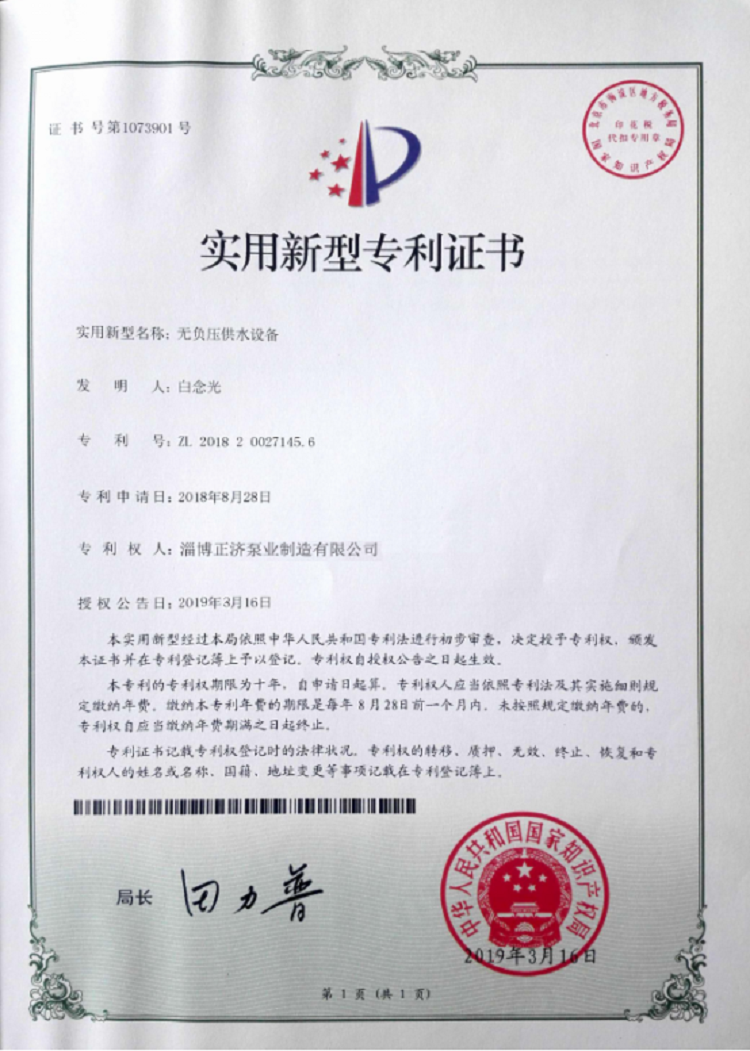 证书号第1073901号
印花税
代扣专用章
国家知识产权局
实用新型专利证书
实用新型名称：无负压供水设备
发明人：白念光
专利号：ZL 2018 2 0027145.6
专利申请日：2018年8月28日
专利权人：淄博正济泵业制造有限公司
授权公告日：2019年3月16日
本实用新型经过本局依照中华人民共和国专利法进行初步审查，决定授予专利权，颁发
本证书并在专利登记薄上予以登记。专利权自授权公告之日起生效。
本专利的专利权期限为十年，自申请日起算。专利权人应当依照专利法及其实施细则规
定缴纳年费。缴纳本专利年费的期限是每年8月28日前一个月内。未按照规定缴纳年费的，
专利权自应当缴纳年费期满之日起终止。
专利证书记载专利权登记时的法律状况。专利权的转移、质押、无效、终止、恢复和专
利权人的姓名或名称、国籍、地址变更等事项记载在专利登记薄上。
局长
田力普
中华人民共和国国家知识产权局
2019年3月16日
第1页（共1页）